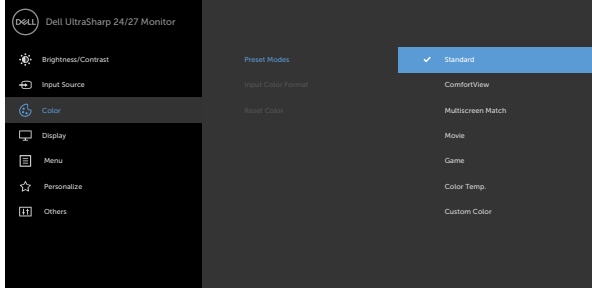 DELL
Dell UltraSharp 24/27 Monitor
Brightness/Contrast
Input Source
Color
Display
Menu
Personalize
Others
Preset Modes
Input Color Format
Reset Color
Standard
ComfortView
Multiscreen Match
Movie
Game
Color Temp.
Custom Color